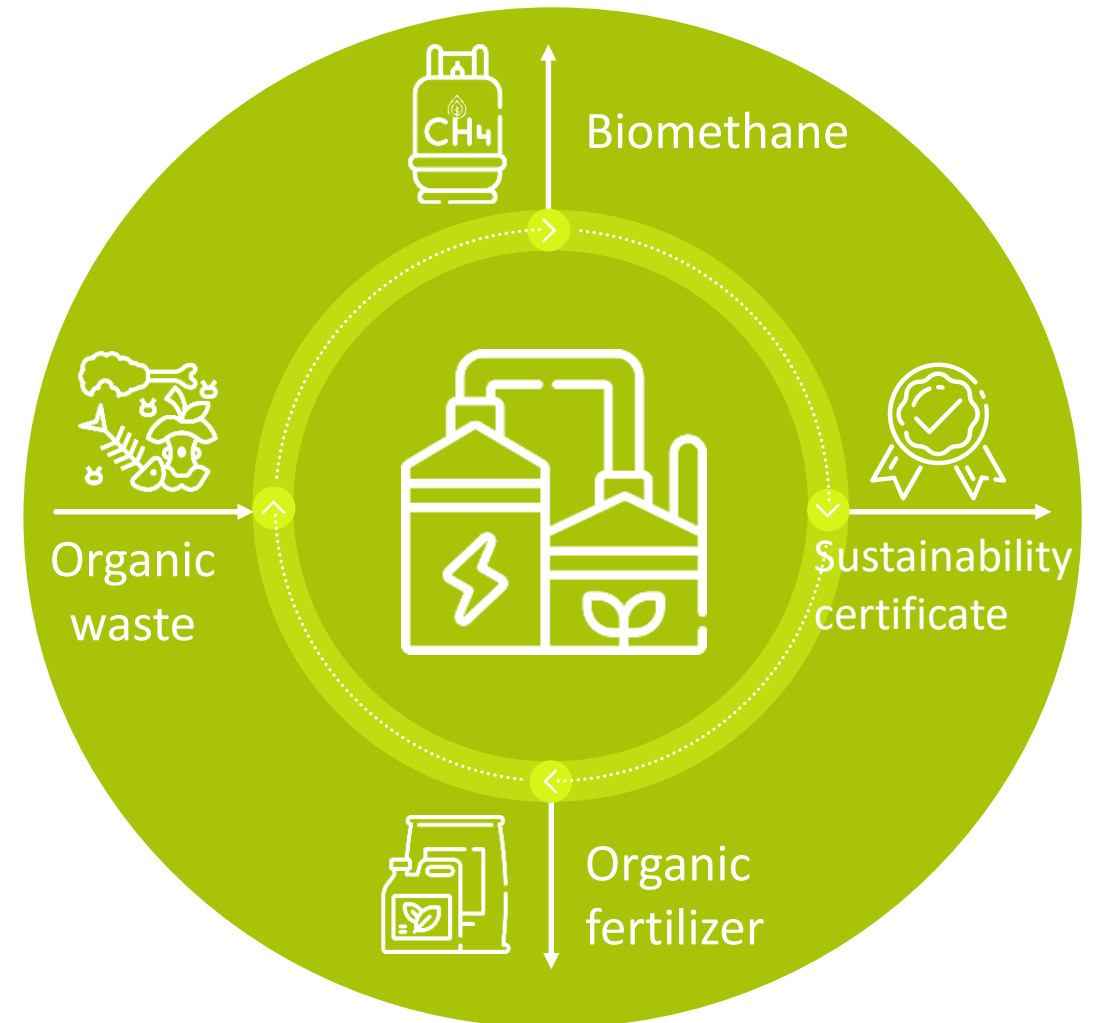 CH4
Biomethane
Organic
waste
Sustainability
certificate
Organic
fertilizer